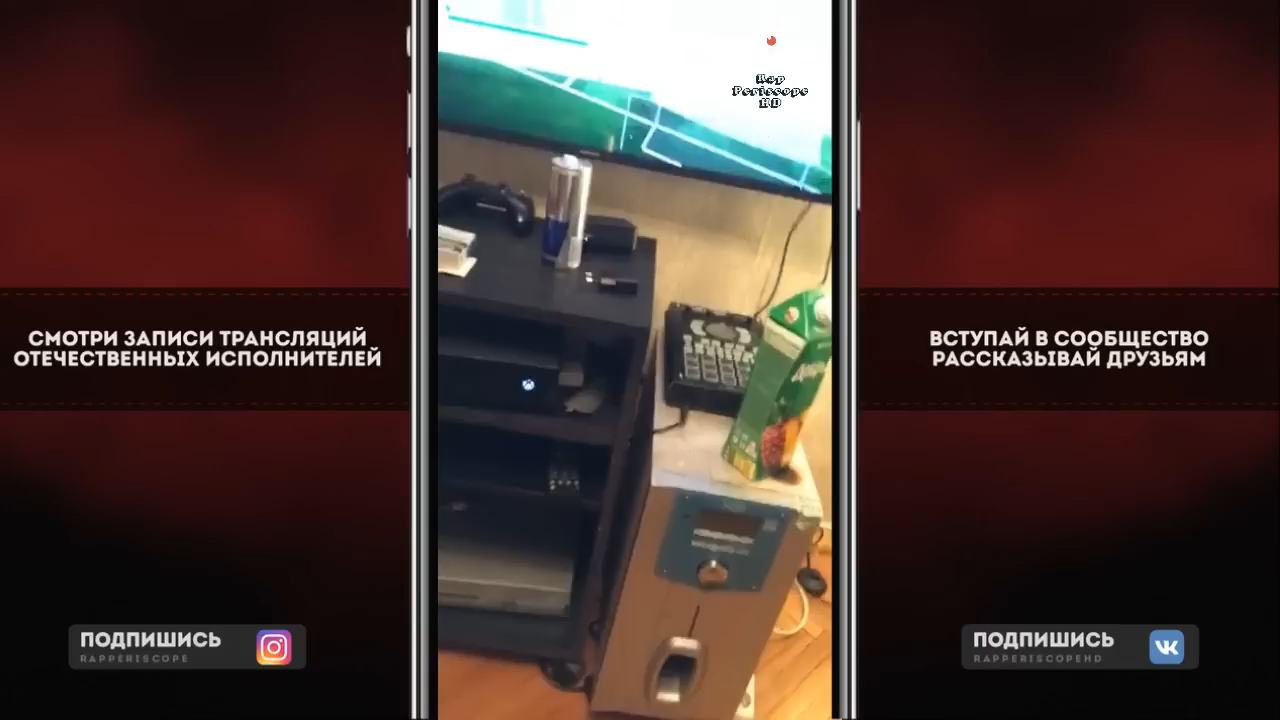 Rap
Periscope
HD
СМОТРИ ЗАПИСИ ТРАНСЛЯЦИЙ
ОТЕЧЕСТВЕННЫХ ИСПОЛНИТЕЛЕЙ
ВСТУПАЙ В СООБЩЕСТВО
РАССКАЗЫВАЙ ДРУЗЬЯМ
ПОДПИШИСЬ
RAPPERISCOPE
ПОДПИШИСЬ
RAPPERISCOPEHD